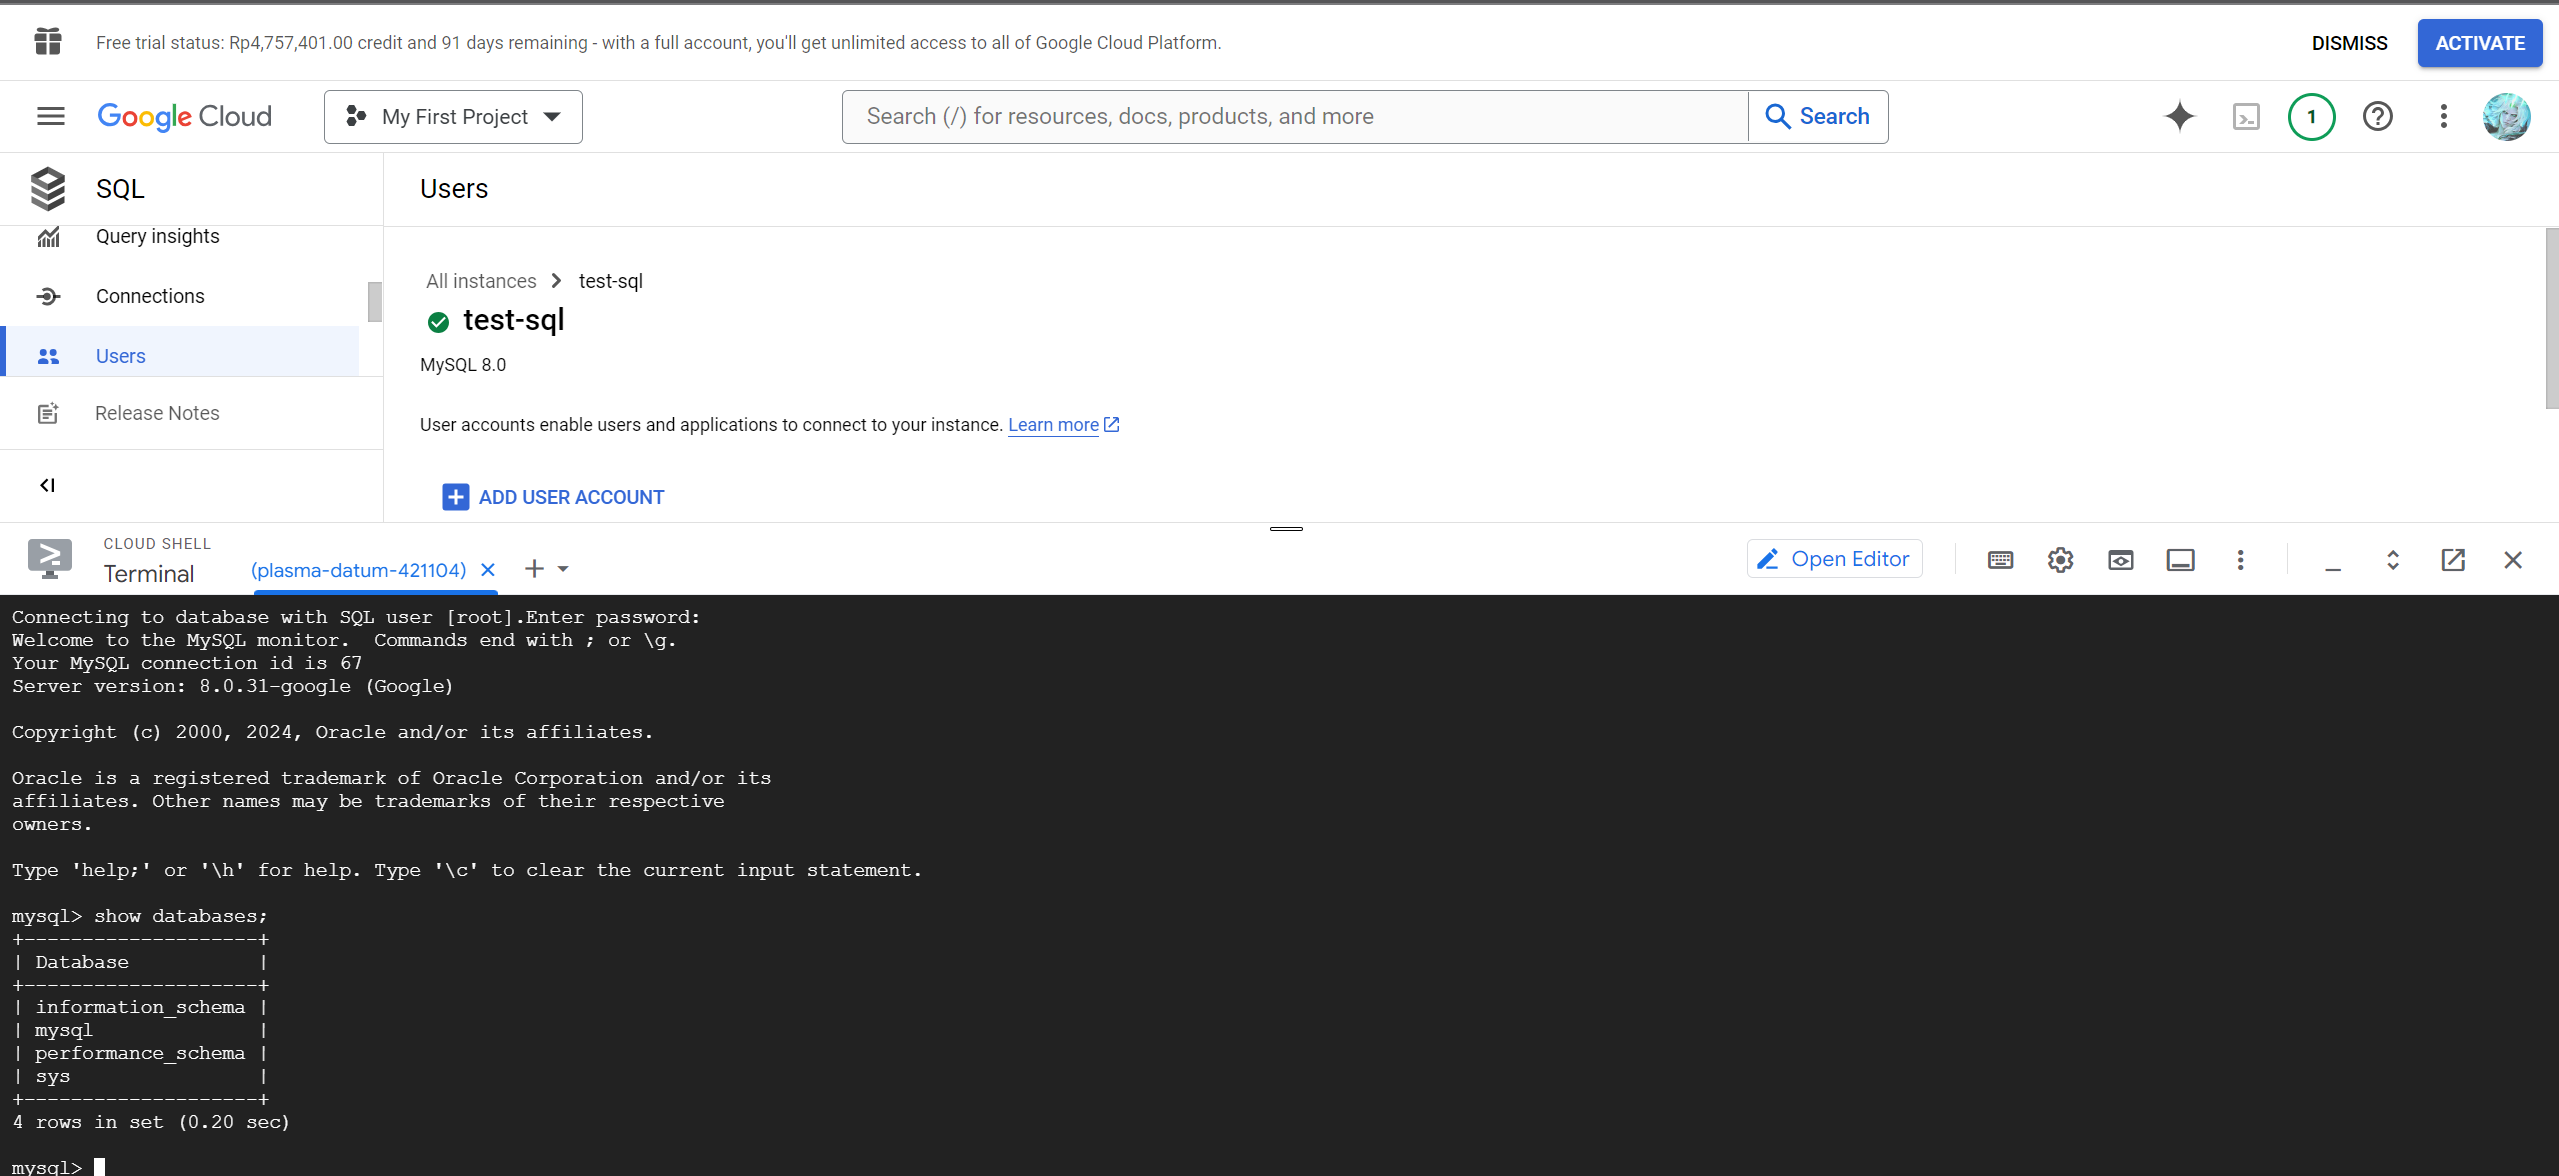 Free trial status: Rp4,757,401.00 credit and 91 days remaining - with a full account, you'll get unlimited access to all of Google Cloud Platform.
DISMISS
ACTIVATE
Google Cloud
My First Project
Search (/) for resources, docs, products, and more
Search
1
SQL
Users
Query insights
Connections
Users
Release Notes
All instances
test-sql
test-sql
MySQL 8.0
User accounts enable users and applications to connect to your instance. Learn more
ADD USER ACCOUNT
CLOUD SHELL
Terminal
(plasma-datum-421104)
Open Editor
Connecting to database with SQL user [root].Enter password:
Welcome to the MySQL monitor.  Commands end with ; or \g.
Your MySQL connection id is 67
Server version: 8.0.31-google (Google)
Copyright (c) 2000, 2024, Oracle and/or its affiliates.
Oracle is a registered trademark of Oracle Corporation and/or its
affiliates. Other names may be trademarks of their respective
owners.
Type 'help;' or '\h' for help. Type '\c' to clear the current input statement.
mysql> show databases;
+--------------------+
| Database           |
+--------------------+
| information_schema |
| mysql              |
| performance_schema |
| sys                |
+--------------------+
4 rows in set (0.20 sec)
mysql>